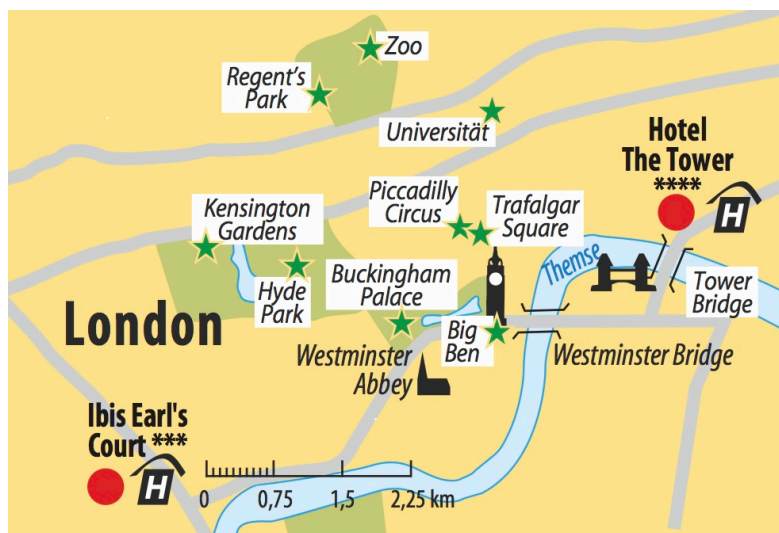 Zoo
Regent's
Park
Universität
Hotel
The Tower
****
H
Piccadilly
Circus
Trafalgar
Square
Kensington
Gardens
Themse
Hyde
Park
Buckingham
Palace
Tower
Bridge
London
Big
Ben
Westminster
Abbey
Westminster Bridge
Ibis Earl's
Court ***
H
0 0,75 1,5 2,25 km